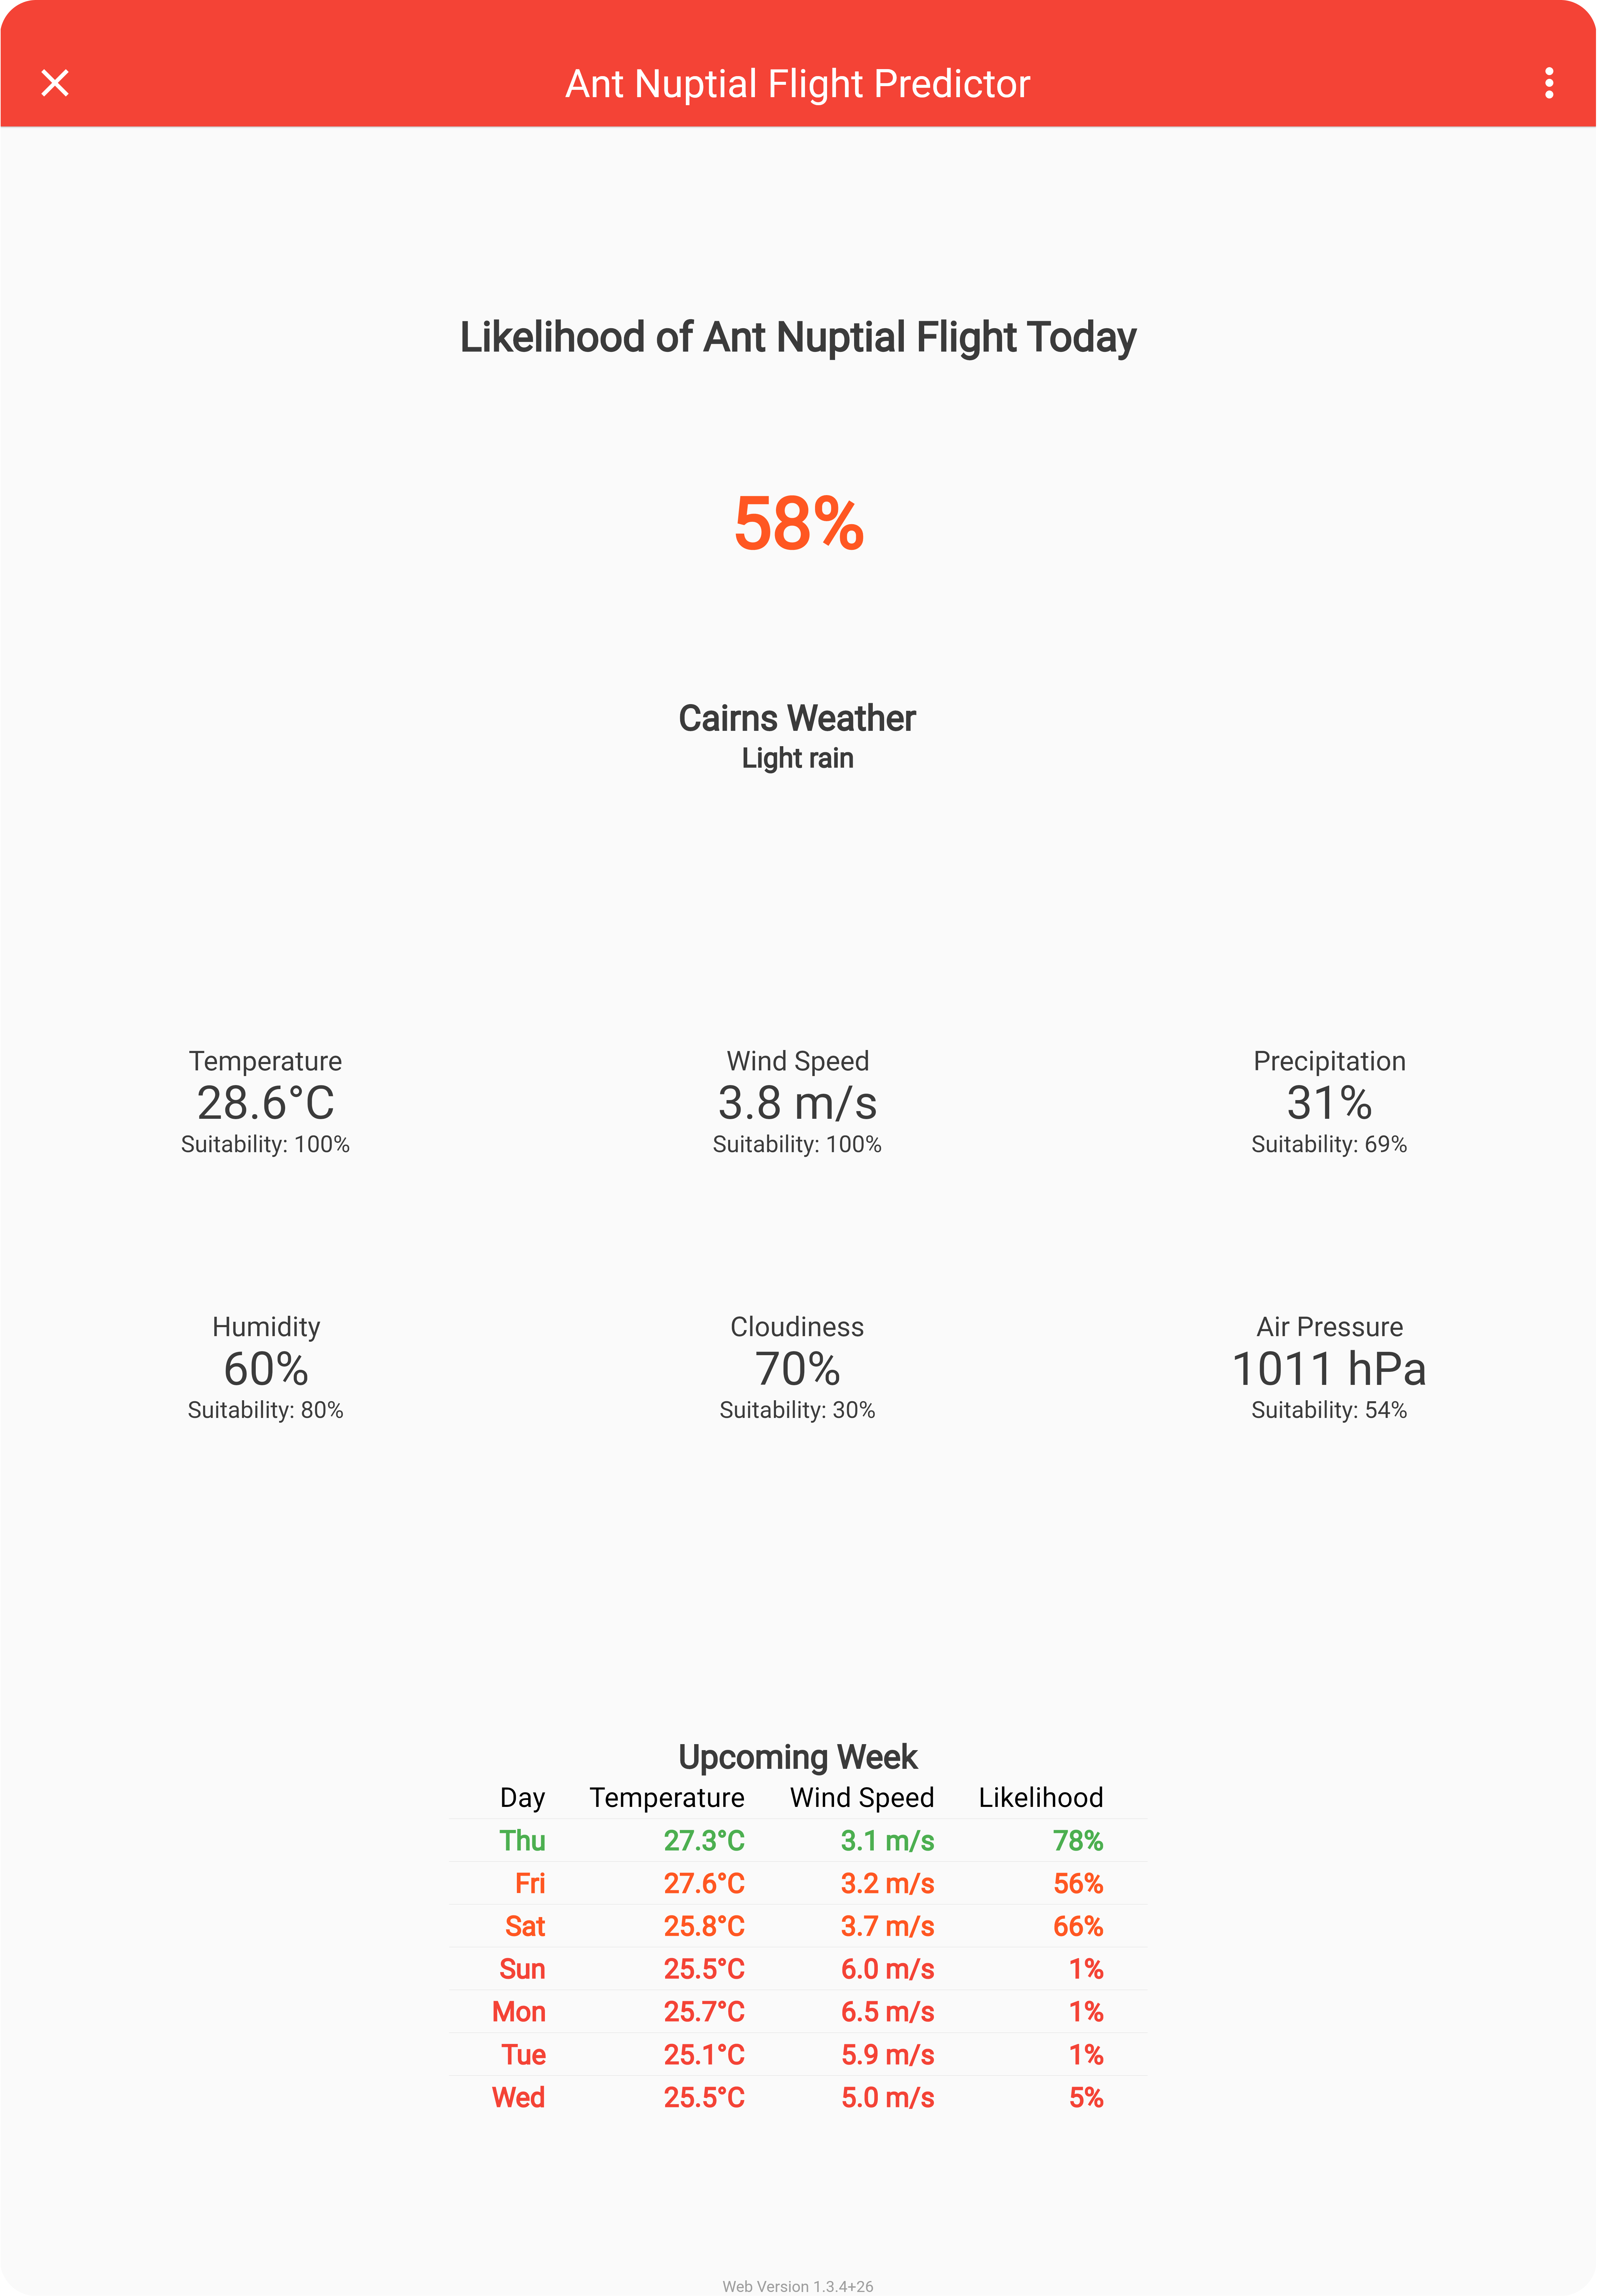 Ant Nuptial Flight Predictor
Likelihood of Ant Nuptial Flight Today
58%
Cairns Weather
Light rain
Temperature Wind Speed Precipitation
28.6°C 3.8 m/s 31%
Suitability: 100% Suitability: 100% Suitability: 69%
Humidity Cloudiness Air Pressure
60% 70% 1011 hPa
Suitability: 80% Suitability: 30% Suitability: 54%
Upcoming Week
Day Temperature Wind Speed Likelihood
Thu 27.3°C 3.1 m/s 78%
Fri 27.6°C 3.2 m/s 56%
Sat 25.8°C 3.7 m/s 66%
Sun 25.5°C 6.0 m/s 1%
Mon 25.7°C 6.5 m/s 1%
Tue 25.1°C 5.9 m/s 1%
Wed 25.5°C 5.0 m/s 5%
Web Version 1.3.4+26